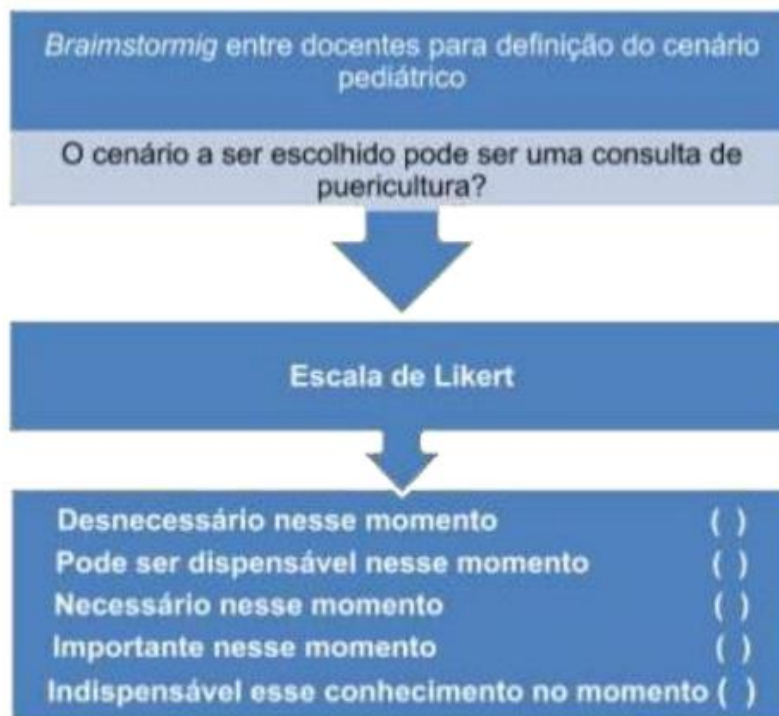 Braimstormig entre docentes para definição do cenário
pediátrico
O cenário a ser escolhido pode ser uma consulta de
puericultura?
Escala de Likert
Desnecessário nesse momento ( )
Pode ser dispensável nesse momento ( )
Necessário nesse momento ( )
Importante nesse momento ( )
Indispensável esse conhecimento no momento ( )